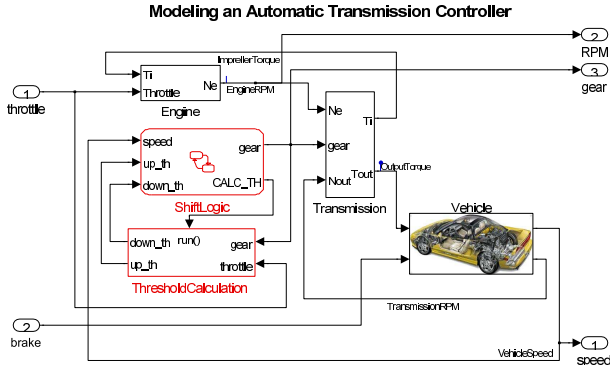 Modeling an Automatic Transmission Controller
ImprellerTorque
2
RPM
3
gear
1
throttle
Ti
Throttle
Ne
EngineRPM
Engine
Ne
gear
Nout
Ti
Tout
OutputTorque
Transmission
speed
up_th
down_th
gear
CALC_TH
ShiftLogic
run()
down_th
up_th
gear
throttle
ThresholdCalculation
Vehicle
TransmissionRPM
2
brake
VehicleSpeed
1
speed